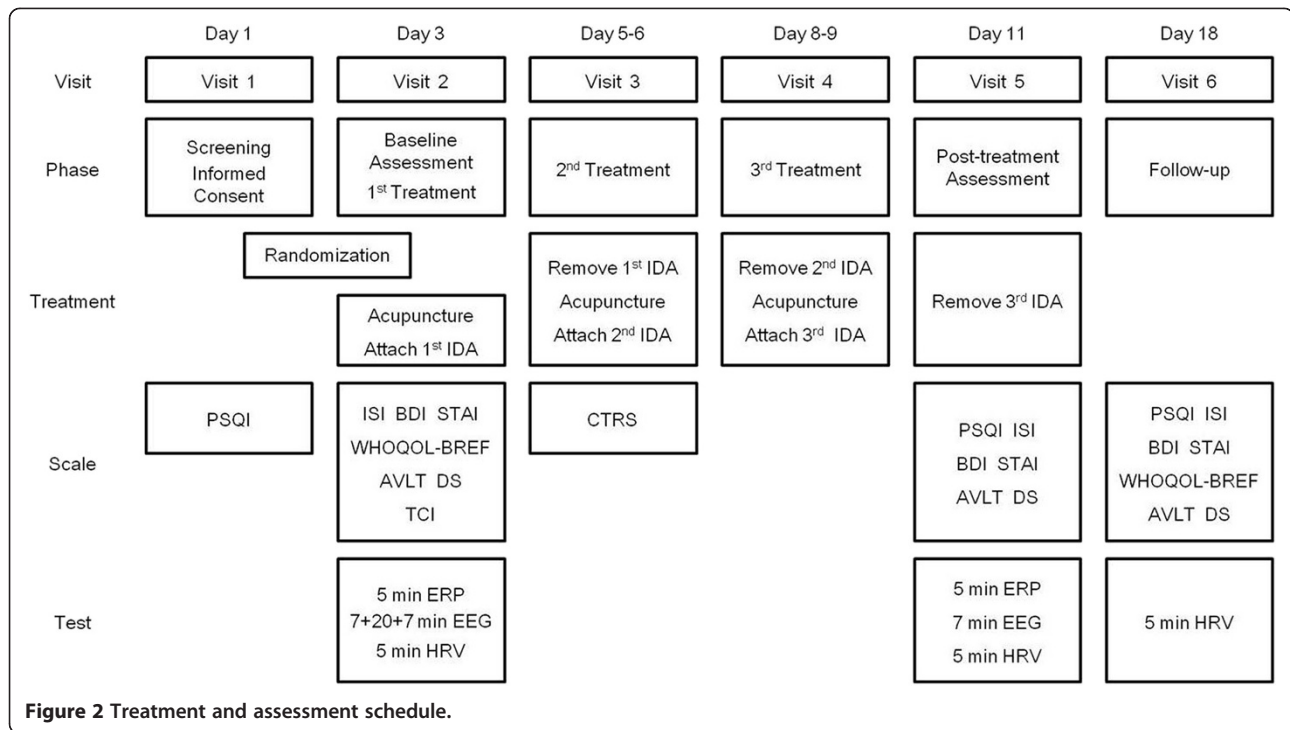 Day 1 Day 3 Day 5-6 Day 8-9 Day 11 Day 18
Visit Visit 1 Visit 2 Visit 3 Visit 4 Visit 5 Visit 6
Phase
Screening
Informed
Consent
Baseline
Assessment
1st Treatment
2nd Treatment
3rd Treatment
Post-treatment
Assessment
Follow-up
Treatment
Randomization
Acupuncture
Attach 1st IDA
Remove 1st IDA
Acupuncture
Attach 2nd IDA
Remove 2nd IDA
Acupuncture
Attach 3rd IDA
Remove 3rd IDA
Scale
PSQI
ISI BDI STAI
WHOQOL-BREF
AVLT DS
TCI
CTRS
PSQI ISI
BDI STAI
AVLT DS
PSQI ISI
BDI STAI
WHOQOL-BREF
AVLT DS
Test
5 min ERP
7+20+7 min EEG
5 min HRV
5 min ERP
7 min EEG
5 min HRV
5 min HRV
Figure 2 Treatment and assessment schedule.